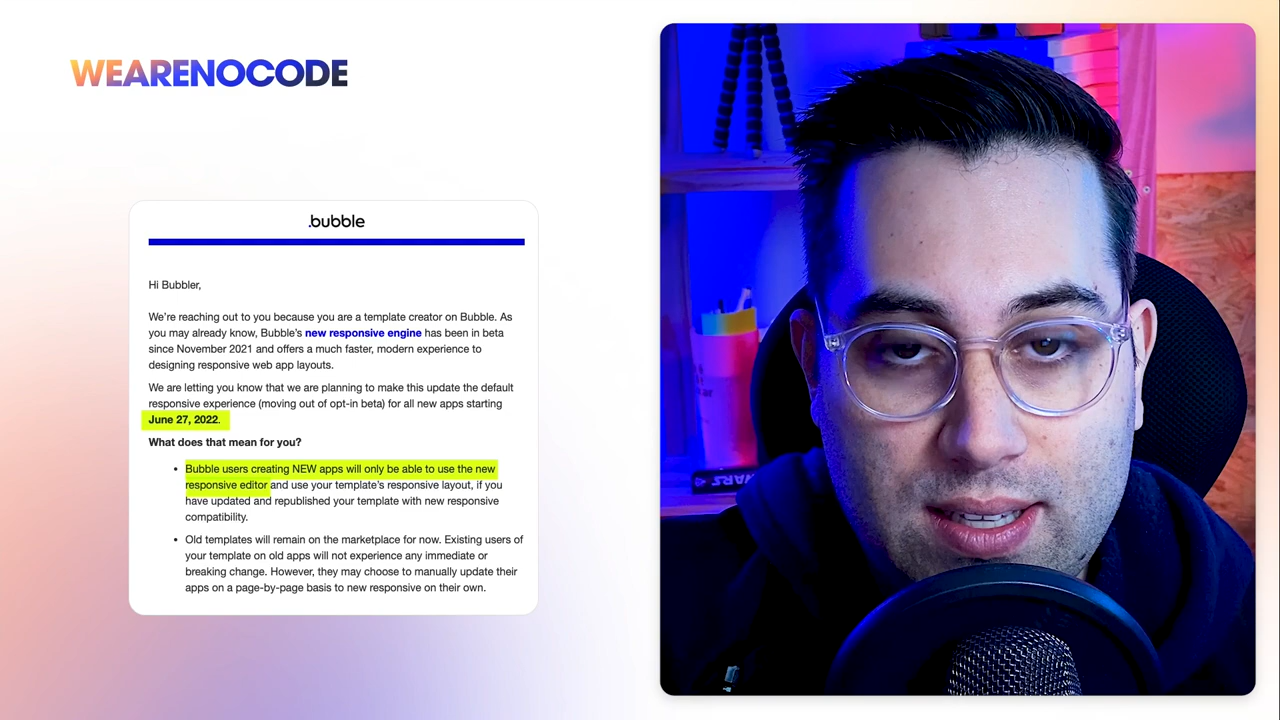 WEARENOCODE
.bubble
Hi Bubbler,
We're reaching out to you because you are a template creator on Bubble. As
you may already know, Bubble's new responsive engine has been in beta
since November 2021 and offers a much faster, modern experience to
designing responsive web app layouts.
We are letting you know that we are planning to make this update the default
responsive experience (moving out of opt-in beta) for all new apps starting
June 27, 2022.
What does that mean for you?
• Bubble users creating NEW apps will only be able to use the new
responsive editor and use your template's responsive layout, if you
have updated and republished your template with new responsive
compatibility.
• Old templates will remain on the marketplace for now. Existing users of
your template on old apps will not experience any immediate or
breaking change. However, they may choose to manually update their
apps on a page-by-page basis to new responsive on their own.